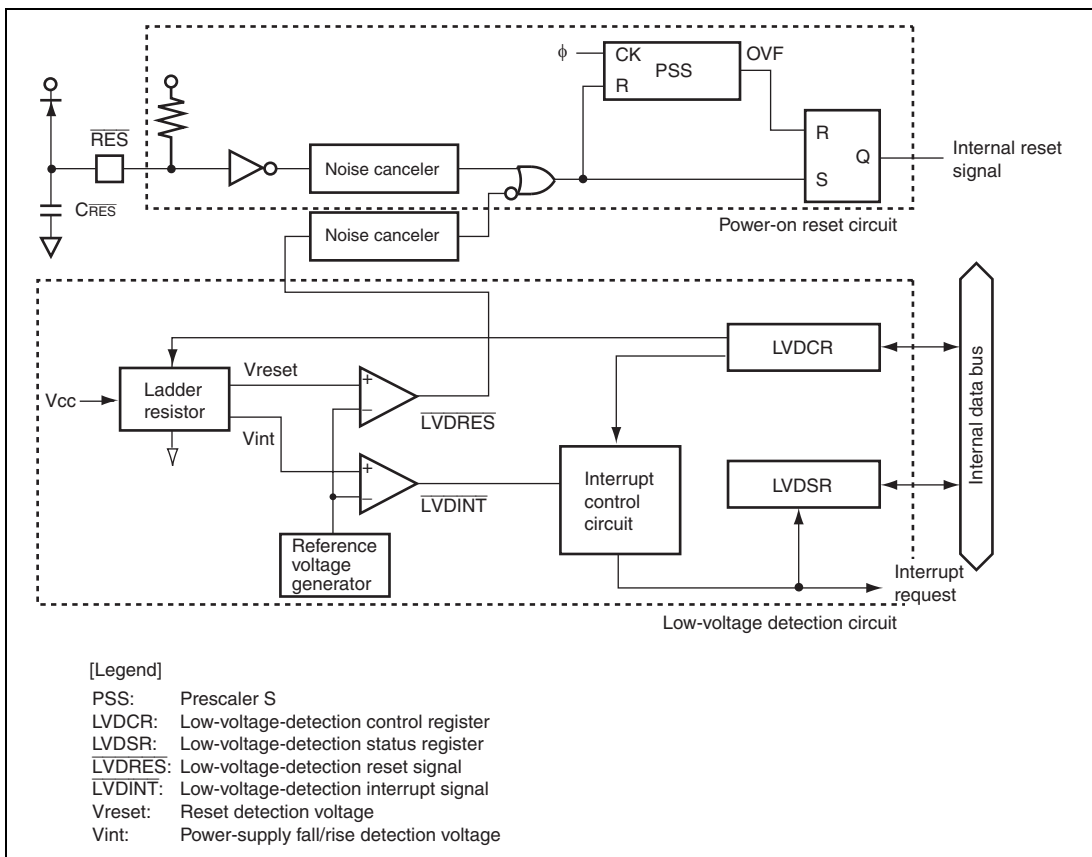 φ
CK
PSS
OVF
R
RES
R
Q
S
Internal reset
signal
Noise canceler
CRES
Power-on reset circuit
Noise canceler
LVDCR
Vreset
Ladder
resistor
Vcc
+
−
LVDRES
Vint
Internal data bus
+
−
Interrupt
control
circuit
LVDSR
LVDINT
Reference
voltage
generator
Interrupt
request
Low-voltage detection circuit
[Legend]
PSS: Prescaler S
LVDCR: Low-voltage-detection control register
LVDSR: Low-voltage-detection status register
LVDRES: Low-voltage-detection reset signal
LVDINT: Low-voltage-detection interrupt signal
Vreset: Reset detection voltage
Vint: Power-supply fall/rise detection voltage